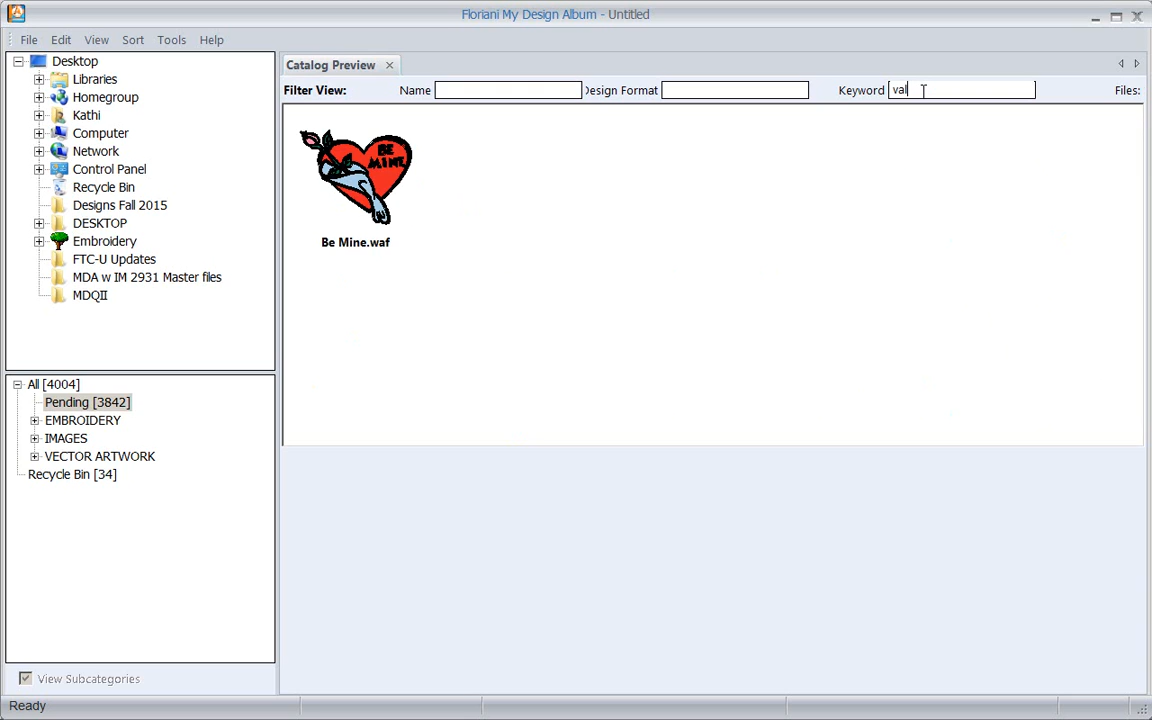 Floriani My Design Album - Untitled
File Edit View Sort Tools Help
Desktop
Libraries
Homegroup
Kathi
Computer
Network
Control Panel
Recycle Bin
Designs Fall 2015
DESKTOP
Embroidery
FTC-U Updates
MDA w IM 2931 Master files
MDQII
All [4004]
Pending [3842]
EMBROIDERY
IMAGES
VECTOR ARTWORK
Recycle Bin [34]
View Subcategories
Catalog Preview
Filter View: Name Design Format Keyword val Files:
BE
MINE
Be Mine.waf
Ready